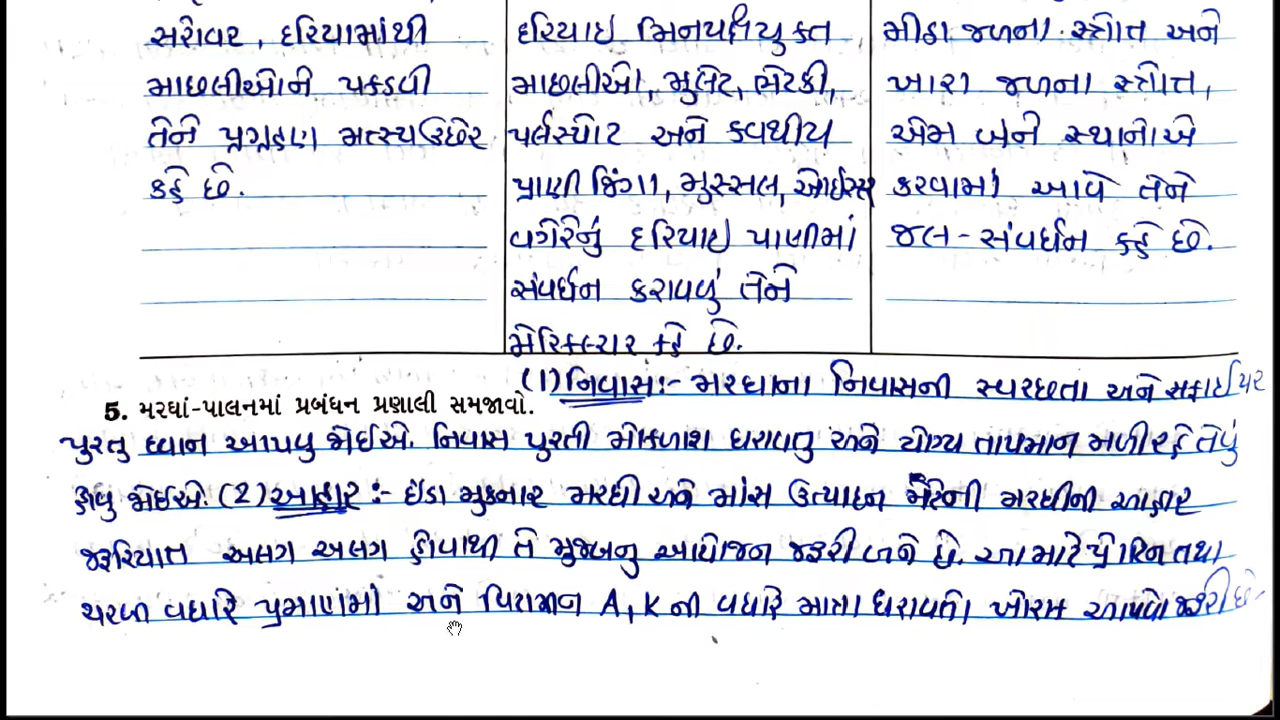 સરોવર, દરિયામાંથી
માછલીઓની પકડવી
તેને પ્રગ્રહણ મત્સ્યઉછેર
કહે છે.
દરિયાઇ મિનપક્ષયુક્ત
માછલીઓ, મુલેટ, ભેટકી,
પર્લસ્પોટ અને કવચીય
પ્રાણી જિંગા, મુસ્સલ, ઓઇસ્ટર
વગેરેનું દરિયાઇ પાણીમાં
સંવર્ધન કરાવવું તેને
મેરિકલ્ચર કહે છે.
મીઠા જળના સ્ત્રોત અને
ખારા જળના સ્ત્રોત,
એમ બંને સ્થાનોએ
કરવામાં આવે તેને
જલ-સંવર્ધન કહે છે.
(1) નિવાસ:- મરઘાના નિવાસની સ્વચ્છતા અને સફાઈ પર
5. મરઘાં-પાલનમાં પ્રબંધન પ્રણાલી સમજાવો.
પુરતુ ધ્યાન આપવુ જોઈએ. નિવાસ પુરતી મોકળાશ ધરાવતુ અને યોગ્ય તાપમાન મળી રહે તેવું
હોવુ જોઈએ. (2) આહાર:- ઈંડા મુકનાર મરઘી અને માંસ ઉત્પાદન માટેની મરઘીની આહાર
જરૂરિયાત અલગ અલગ હોવાથી તે મુજબનુ આયોજન જરૂરી બને છે. આ માટે પ્રોટિન તથા
ચરબી વધારે પ્રમાણમાં અને વિટામીન A, K ની વધારે માત્રા ધરાવતો ખોરાક આપવો જરૂરી છે.